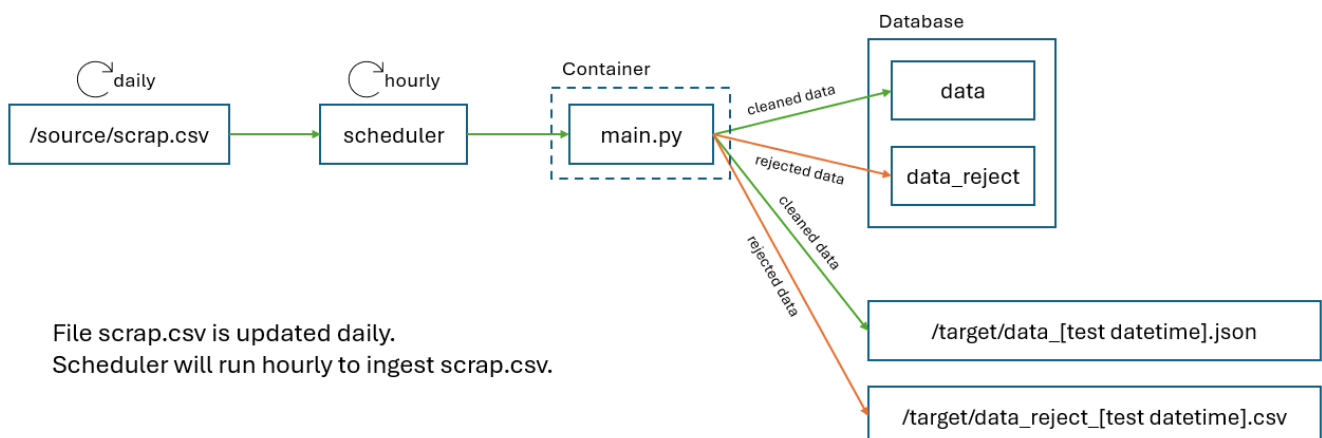 Database
daily
hourly
Container
/source/scrap.csv
scheduler
main.py
cleaned data
data
rejected data
data_reject
cleaned data
rejected data
File scrap.csv is updated daily.
Scheduler will run hourly to ingest scrap.csv.
/target/data_[test datetime].json
/target/data_reject_[test datetime].csv